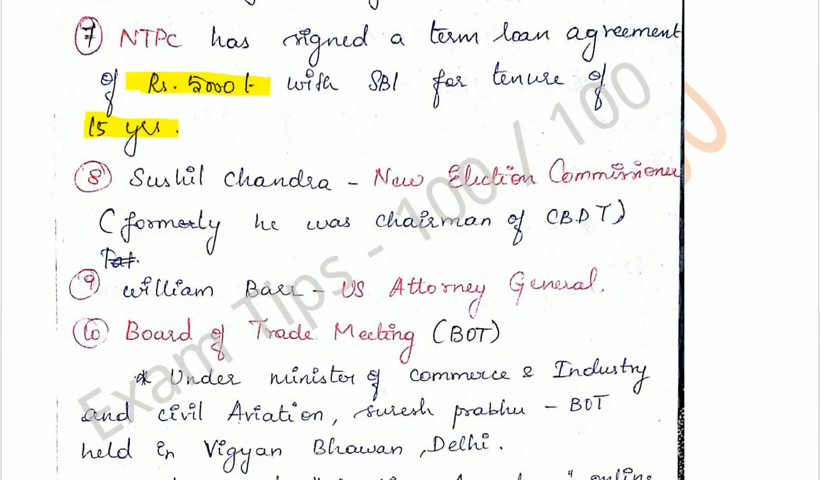 ⑦ NTPC has signed a term loan agreement
of Rs. 5000 t with SBI for tenure of
15 yrs.
⑧ Sushil Chandra - New Election Commissioner
(formerly he was chairman of CBDT)
⑨ William Barr - US Attorney General.
⑩ Board of Trade Meeting (BOT)
* Under minister of commerce & Industry
and civil Aviation, suresh prabhu - BOT
held in Vigyan Bhawan, Delhi.
Exam Tips - 100 / 100